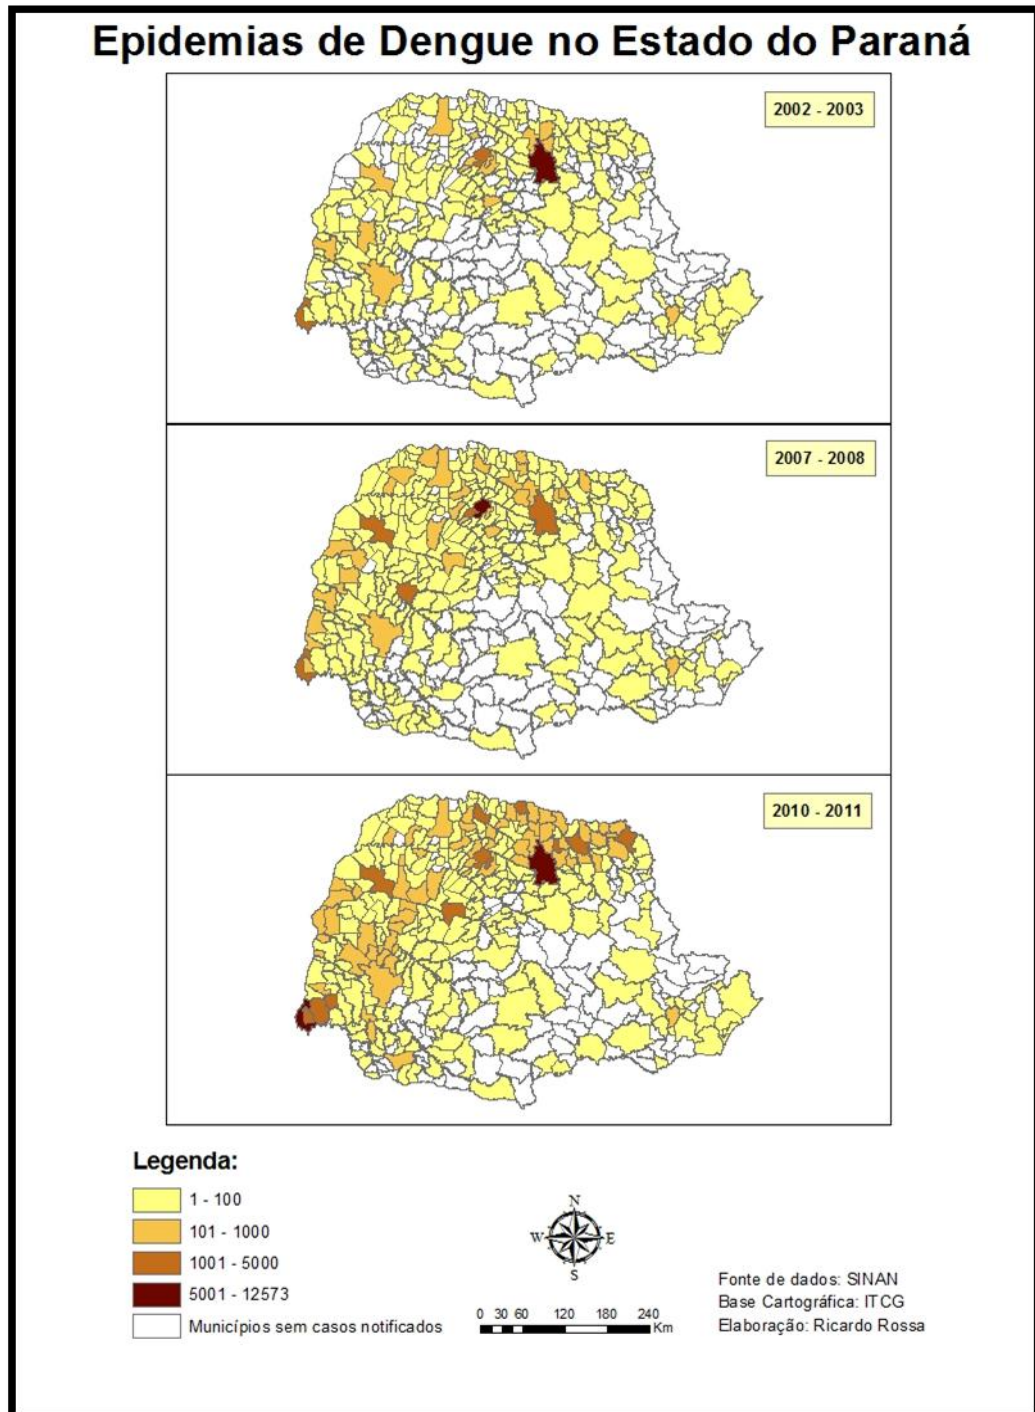 Epidemias de Dengue no Estado do Paraná
2002 - 2003
2007 - 2008
2010 - 2011
Legenda:
1 - 100
101 - 1000
1001 - 5000
5001 - 12573
Municípios sem casos notificados
N
W E
S
0 30 60 120 180 240
Km
Fonte de dados: SINAN
Base Cartográfica: ITCG
Elaboração: Ricardo Rossa